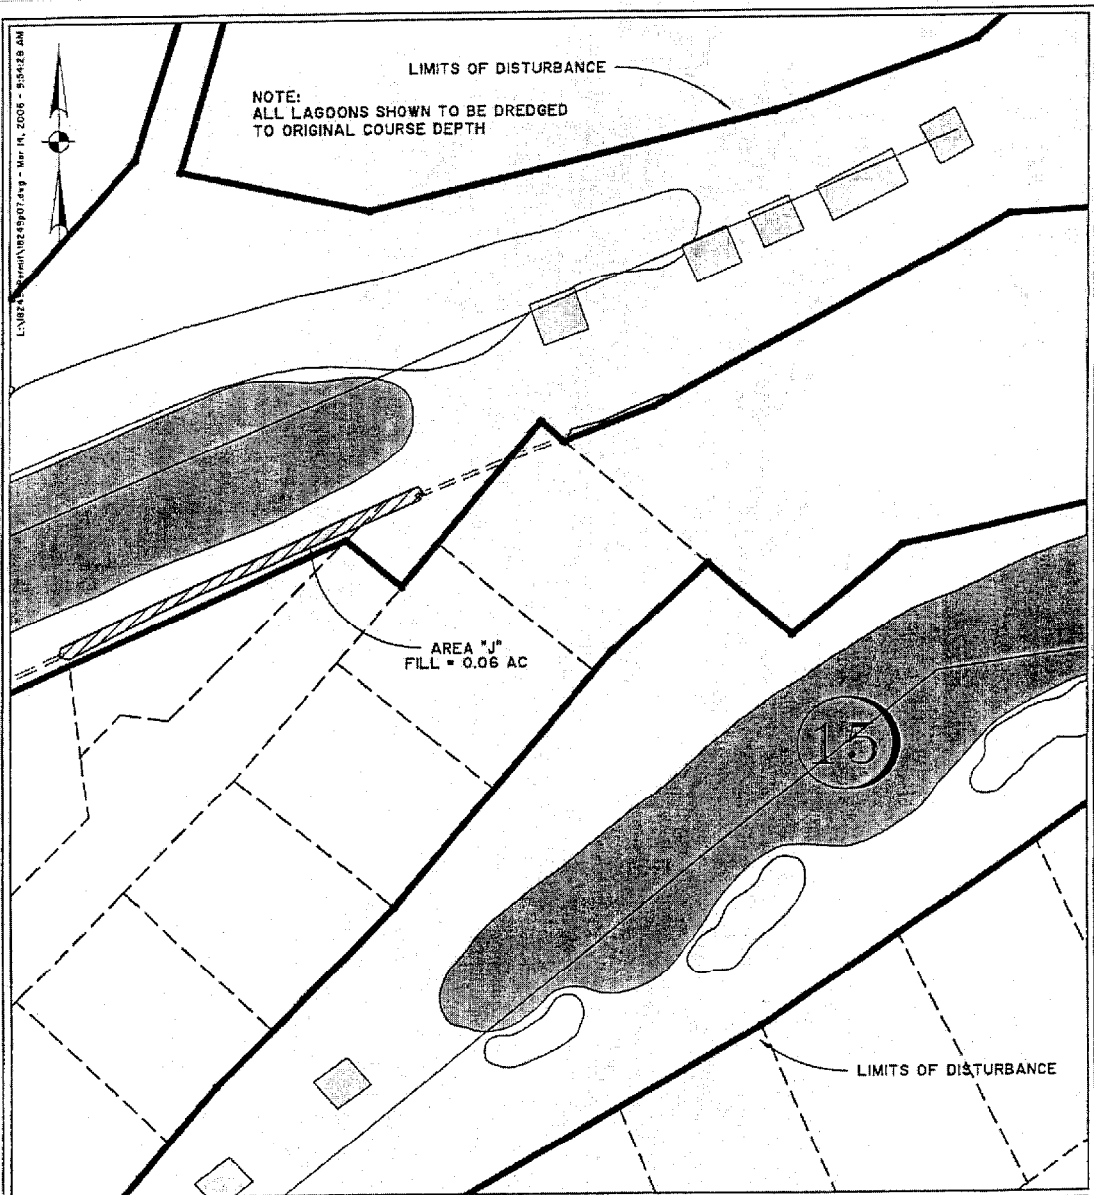 LIMITS OF DISTURBANCE
NOTE:
ALL LAGOONS SHOWN TO BE DREDGED
TO ORIGINAL COURSE DEPTH
AREA "J"
FILL = 0.06 AC
15
LIMITS OF DISTURBANCE